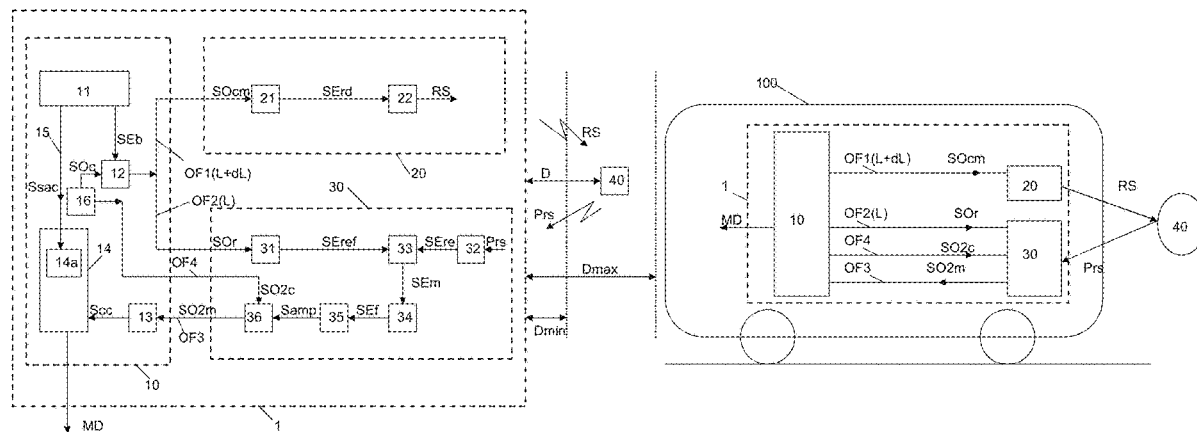 11
15
SEb
SOc
12
Ssac
16
14
14a
Scc
13
10
MD
1
SOcm
21
SErd
22
RS
OF1(L+dL)
20
OF2(L)
30
SOr
31
SEref
33
SEre
32
Prs
OF4
SO2c
SEm
SO2m
36
Samp
35
SEf
34
OF3
RS
D
40
Prs
Dmax
Dmin
100
OF1(L+dL)
SOcm
20
RS
1
MD
10
OF2(L)
SOr
OF4
SO2c
OF3
SO2m
30
Prs
40